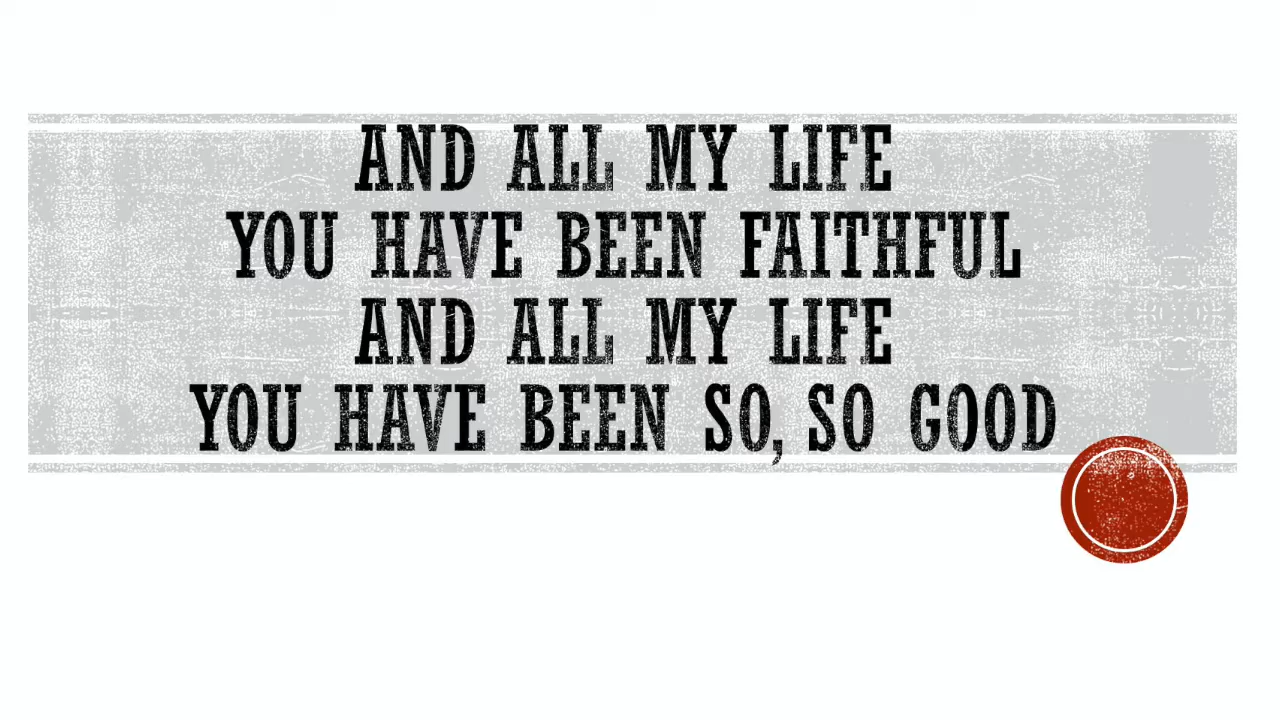 AND ALL MY LIFE
YOU HAVE BEEN FAITHFUL
AND ALL MY LIFE
YOU HAVE BEEN SO, SO GOOD